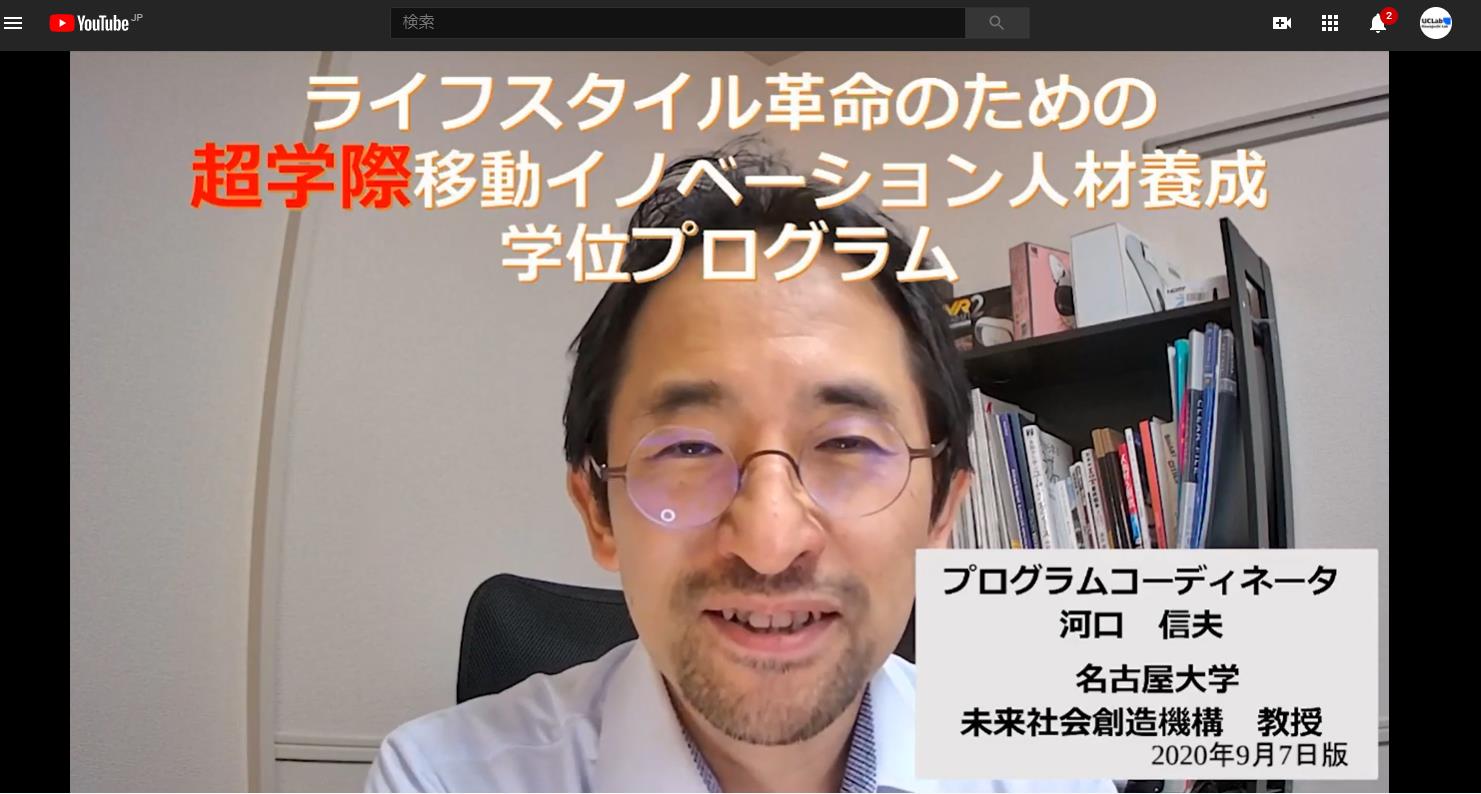 YouTube JP
検索
2
UCLab
ライフスタイル革命のための
超学際移動イノベーション人材養成
学位プログラム
VR2
プログラムコーディネータ
河口 信夫
名古屋大学
未来社会創造機構 教授
2020年9月7日版